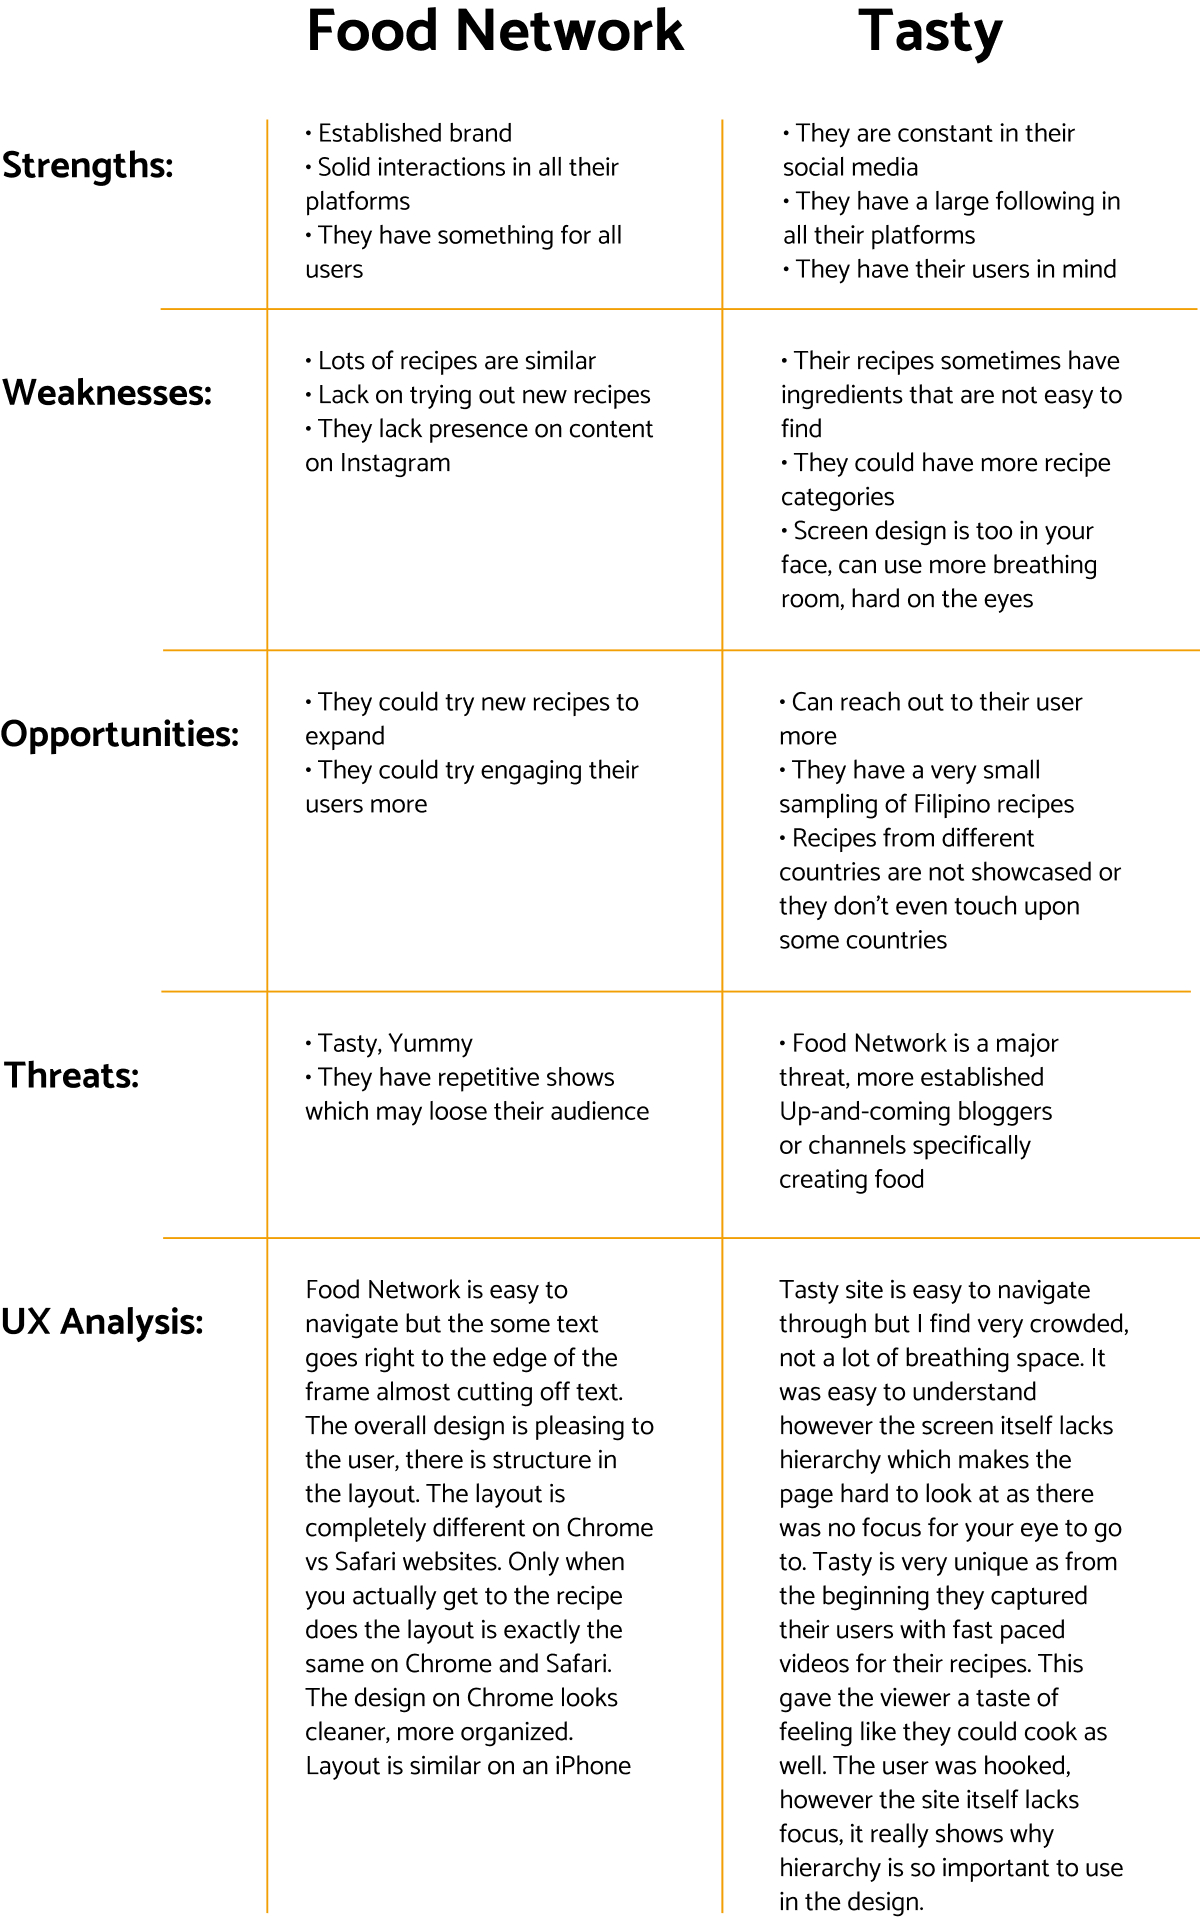 Food Network
Tasty
Strengths:
• Established brand
• Solid interactions in all their
platforms
• They have something for all
users
• They are constant in their
social media
• They have a large following in
all their platforms
• They have their users in mind
Weaknesses:
• Lots of recipes are similar
• Lack on trying out new recipes
• They lack presence on content
on Instagram
• Their recipes sometimes have
ingredients that are not easy to
find
• They could have more recipe
categories
• Screen design is too in your
face, can use more breathing
room, hard on the eyes
Opportunities:
• They could try new recipes to
expand
• They could try engaging their
users more
• Can reach out to their user
more
• They have a very small
sampling of Filipino recipes
• Recipes from different
countries are not showcased or
they don't even touch upon
some countries
Threats:
• Tasty, Yummy
• They have repetitive shows
which may loose their audience
• Food Network is a major
threat, more established
Up-and-coming bloggers
or channels specifically
creating food
UX Analysis:
Food Network is easy to
navigate but the some text
goes right to the edge of the
frame almost cutting off text.
The overall design is pleasing to
the user, there is structure in
the layout. The layout is
completely different on Chrome
vs Safari websites. Only when
you actually get to the recipe
does the layout is exactly the
same on Chrome and Safari.
The design on Chrome looks
cleaner, more organized.
Layout is similar on an iPhone
Tasty site is easy to navigate
through but I find very crowded,
not a lot of breathing space. It
was easy to understand
however the screen itself lacks
hierarchy which makes the
page hard to look at as there
was no focus for your eye to go
to. Tasty is very unique as from
the beginning they captured
their users with fast paced
videos for their recipes. This
gave the viewer a taste of
feeling like they could cook as
well. The user was hooked,
however the site itself lacks
focus, it really shows why
hierarchy is so important to use
in the design.